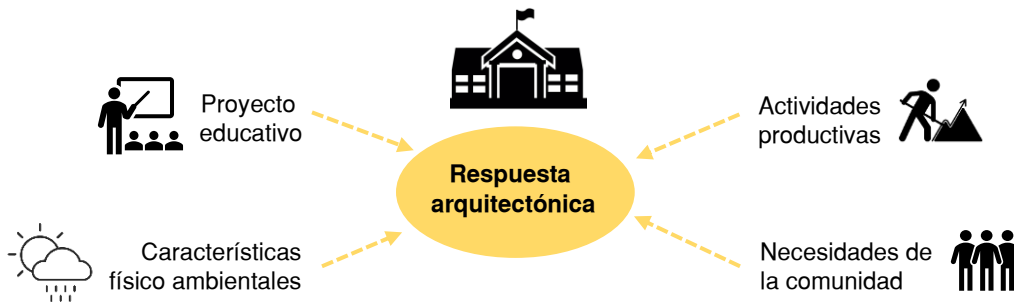 Proyecto
educativo
Actividades
productivas
Respuesta
arquitectónica
Características
físico ambientales
Necesidades de
la comunidad